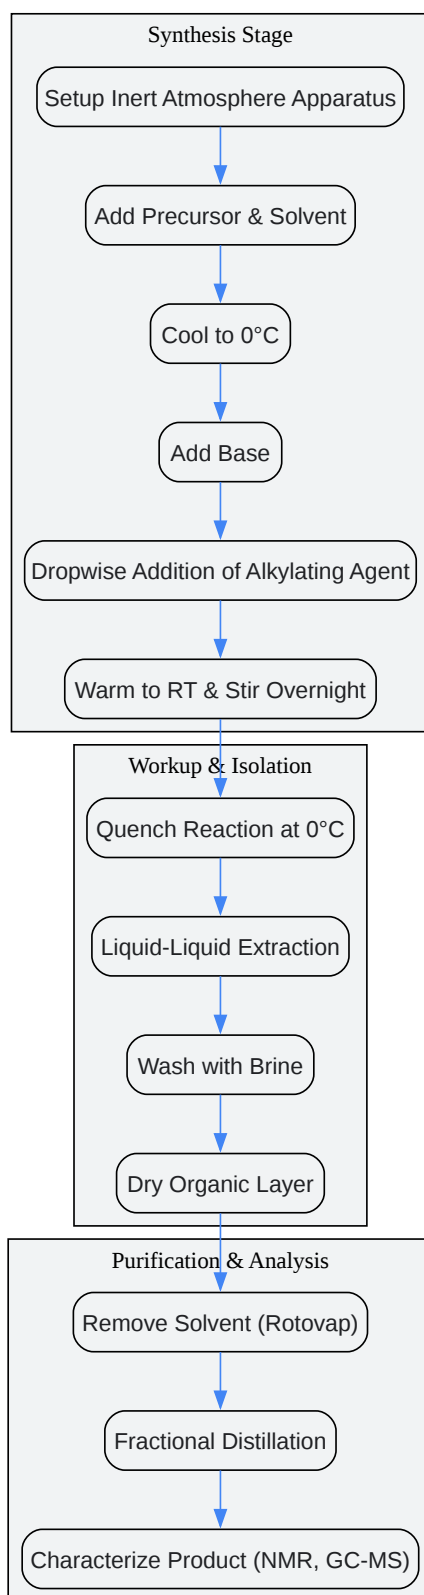 Synthesis Stage
Setup Inert Atmosphere Apparatus
Add Precursor & Solvent
Cool to 0°C
Add Base
Dropwise Addition of Alkylating Agent
Warm to RT & Stir Overnight
Workup & Isolation
Quench Reaction at 0°C
Liquid-Liquid Extraction
Wash with Brine
Dry Organic Layer
Purification & Analysis
Remove Solvent (Rotovap)
Fractional Distillation
Characterize Product (NMR, GC-MS)